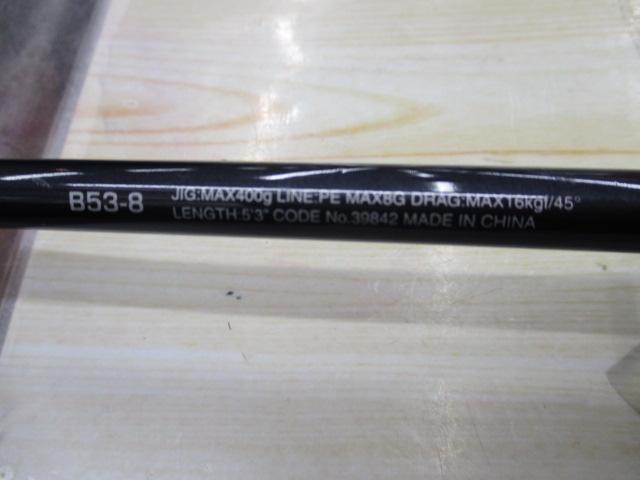 B53-8
JIG:MAX400g LINE:PE MAX8G DRAG:MAX16kgf/45°
LENGTH:5'3" CODE No.39842 MADE IN CHINA